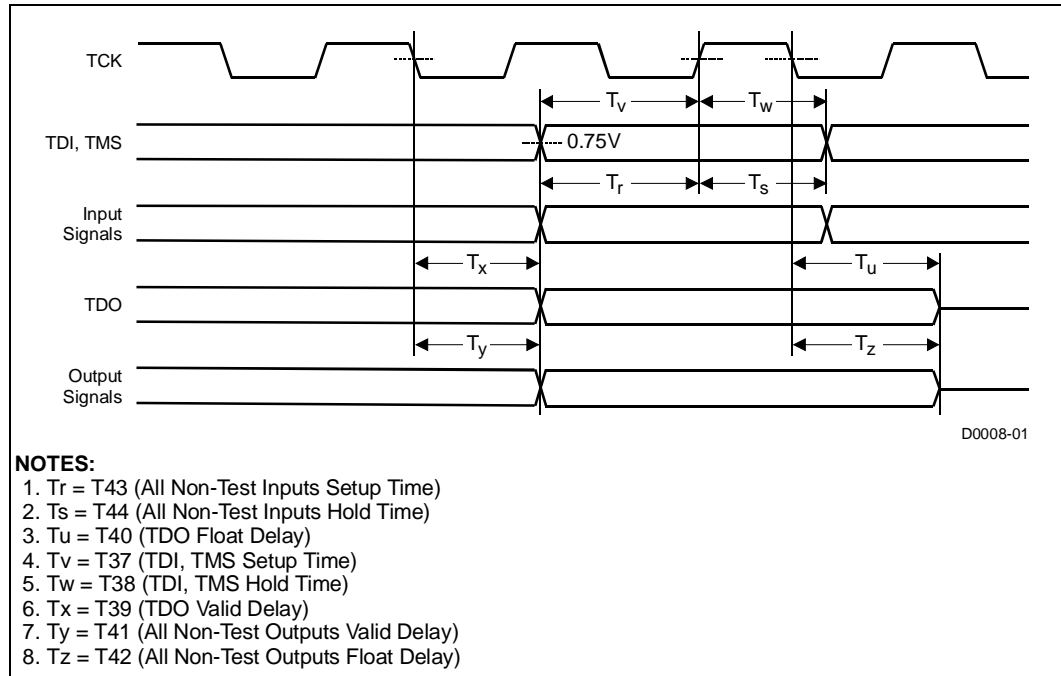 TCK
Tv
Tw
TDI, TMS
0.75V
Tr
Ts
Input
Signals
Tx
Tu
TDO
Ty
Tz
Output
Signals
D0008-01
NOTES:
1. Tr = T43 (All Non-Test Inputs Setup Time)
2. Ts = T44 (All Non-Test Inputs Hold Time)
3. Tu = T40 (TDO Float Delay)
4. Tv = T37 (TDI, TMS Setup Time)
5. Tw = T38 (TDI, TMS Hold Time)
6. Tx = T39 (TDO Valid Delay)
7. Ty = T41 (All Non-Test Outputs Valid Delay)
8. Tz = T42 (All Non-Test Outputs Float Delay)